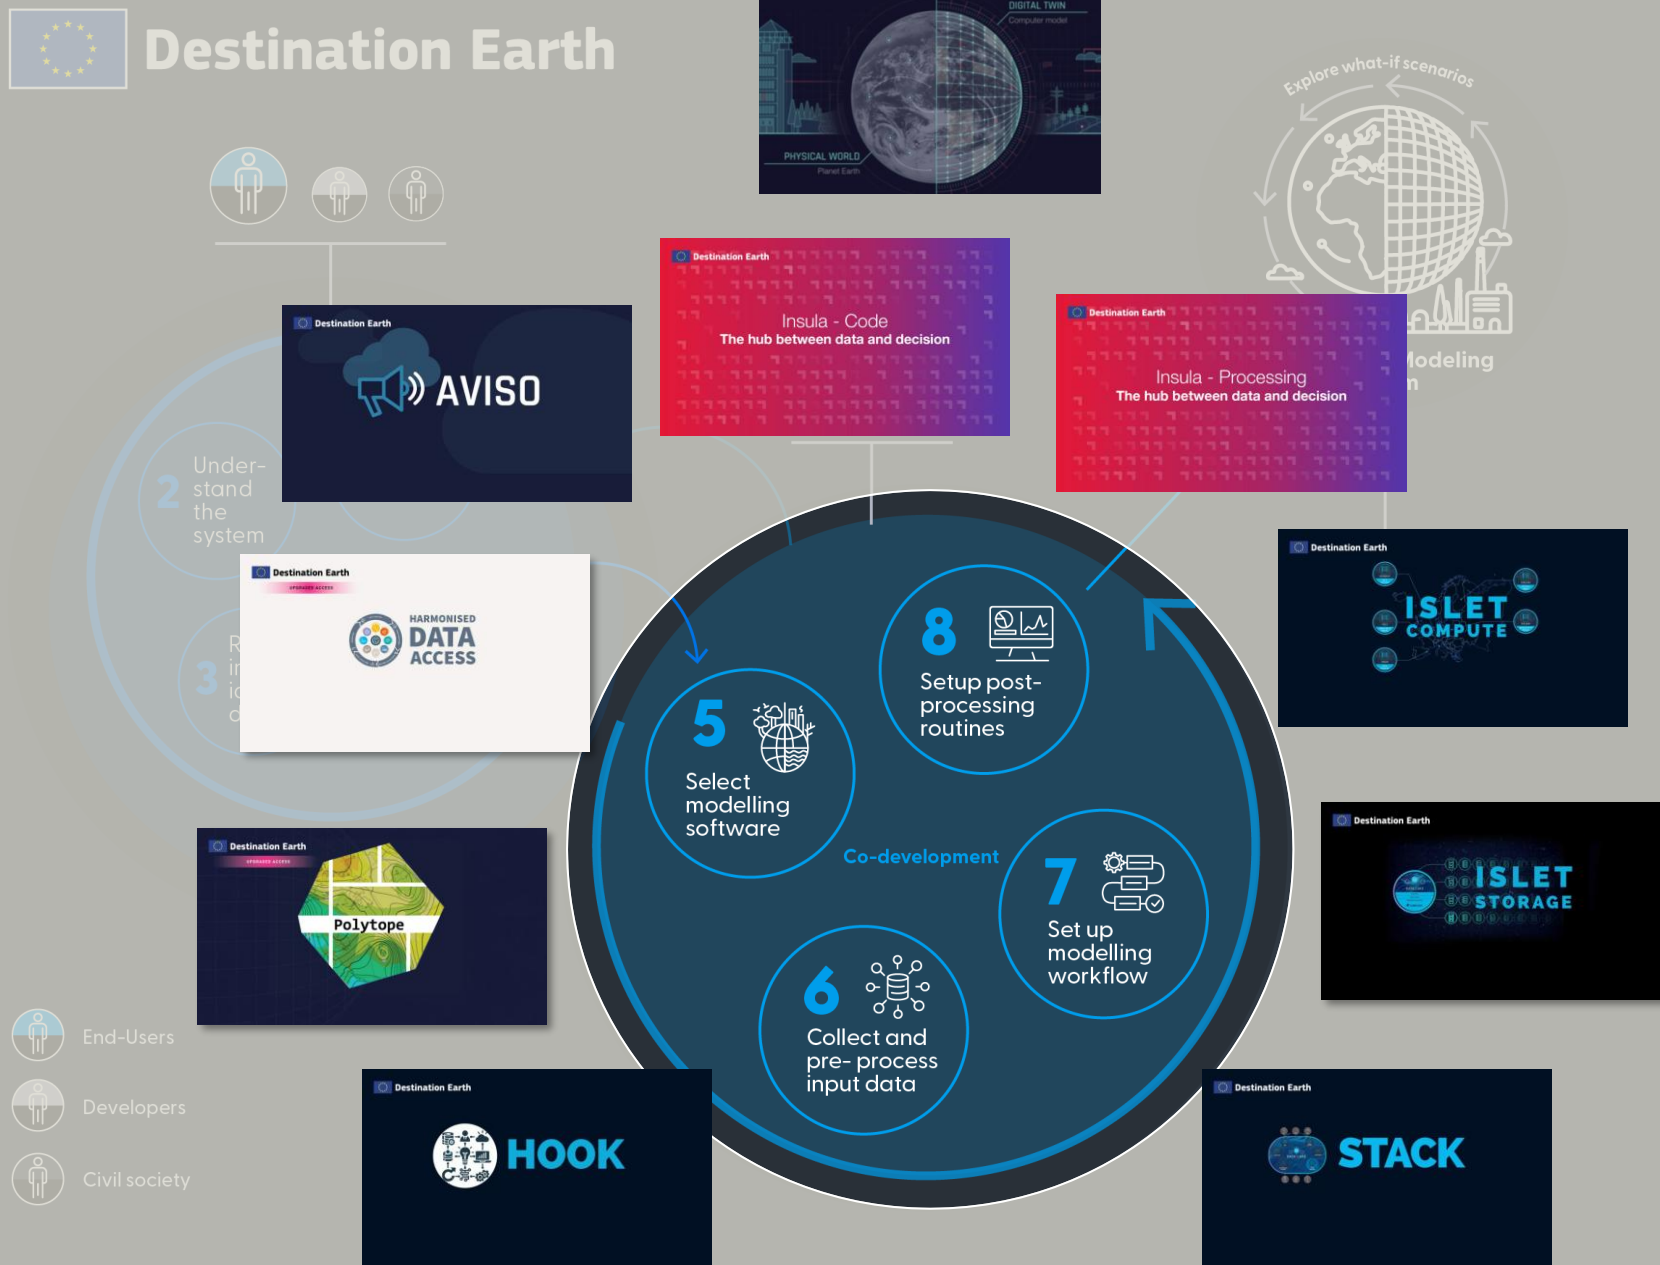 Destination Earth
DIGITAL TWIN
Computer model
PHYSICAL WORLD
Planet Earth
Explore what-if scenarios
Modeling
Destination Earth
AVISO
Destination Earth
Insula - Code
The hub between data and decision
Destination Earth
Insula - Processing
The hub between data and decision
2
Under-
stand
the
system
3
Destination Earth
UPGRADED ACCESS
HARMONISED
DATA
ACCESS
Destination Earth
ISLET
COMPUTE
5
Select
modelling
software
8
Setup post-
processing
routines
Co-development
7
Set up
modelling
workflow
6
Collect and
pre- process
input data
Destination Earth
UPGRADED ACCESS
Polytope
Destination Earth
ISLET
STORAGE
End-Users
Developers
Civil society
Destination Earth
HOOK
Destination Earth
STACK